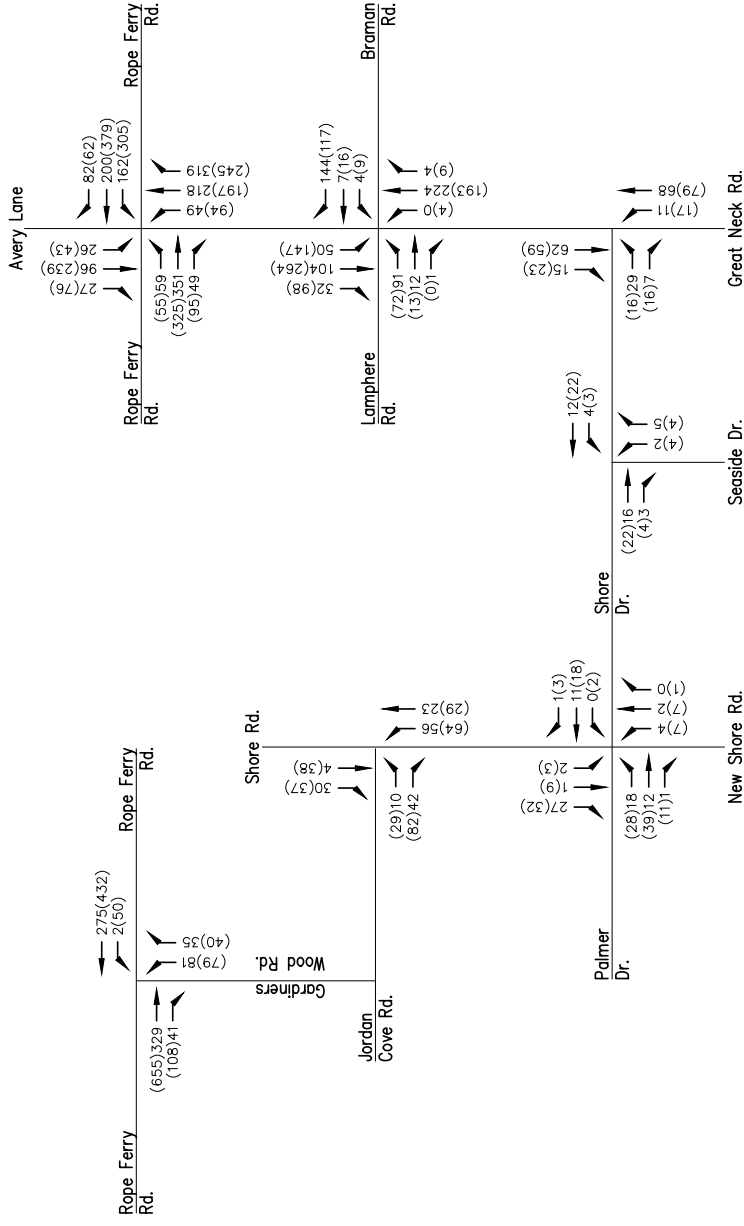 Avery Lane
Rope Ferry
Rd.
82(62)
200(379)
162(305)
26(43)
96(239)
27(76)
(94)49
(197)218
(245)319
(55)59
(325)351
(95)49
Rope Ferry
Rd.
Braman
Rd.
144(117)
7(16)
4(9)
50(147)
104(264)
32(98)
(4)0
(193)224
(9)4
(72)91
(13)12
(0)1
Lamphere
Rd.
62(59)
15(23)
(17)11
(79)68
(16)29
(16)7
Great Neck Rd.
12(22)
4(3)
(4)2
(4)5
(22)16
(4)3
Seaside Dr.
Shore
Dr.
Shore Rd.
4(38)
30(37)
(64)56
(29)23
(29)10
(82)42
1(3)
11(18)
0(2)
2(3)
1(9)
27(32)
(7)4
(7)2
(1)0
(28)18
(39)12
(11)1
New Shore Rd.
Palmer
Dr.
Rope Ferry
Rd.
275(432)
2(50)
(79)81
(40)35
(655)329
(108)41
Gardiners
Wood Rd.
Jordan
Cove Rd.
Rope Ferry
Rd.